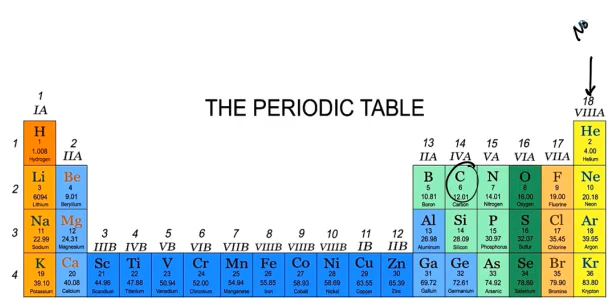 THE PERIODIC TABLE
18
VIIIA
1
IA
2
IIA
13 14 15 16 17
IIA IVA VA VIA VIIA
3 4 5 6 7 8 9 10 11 12
IIIB IVB VB VIB VIIB VIIIB VIIIB VIIIB IB IIB
1
H He
1 2
1.008 4.00
Hydrogen Helium
2
Li Be B C N O F Ne
3 4 5 6 7 8 9 10
6094 9.01 10.81 12.01 14.01 16.00 19.00 20.18
Lithium Beryllium Boron Carbon Nitrogen Oxygen Fluorine Neon
3
Na Mg Al Si P S Cl Ar
11 12 13 14 15 16 17 18
22.99 24.31 26.98 28.09 30.97 32.07 35.45 39.95
Sodium Magnesium Aluminum Silicon Phosphorus Sulfur Chlorine Argon
4
K Ca Sc Ti V Cr Mn Fe Co Ni Cu Zn Ga Ge As Se Br Kr
19 20 21 22 23 24 25 26 27 28 29 30 31 32 33 34 35 36
39.10 40.08 44.96 47.88 50.94 52.00 54.94 55.85 58.93 58.69 63.55 65.39 69.72 72.61 74.92 79.90 83.80
Potassium Calcium Scandium Titanium Vanadium Chromium Manganese Iron Cobalt Nickel Copper Zinc Gallium Germanium Arsenic Selenium Bromine Krypton